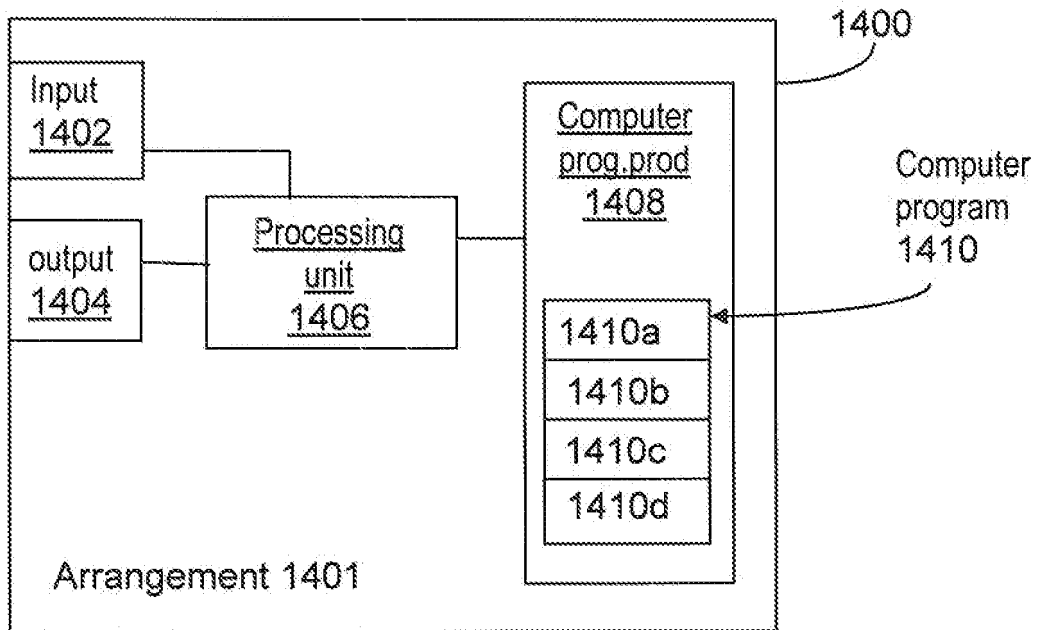 1400
Input
1402
output
1404
Processing
unit
1406
Computer
prog.prod
1408
1410a
1410b
1410c
1410d
Computer
program
1410
Arrangement 1401